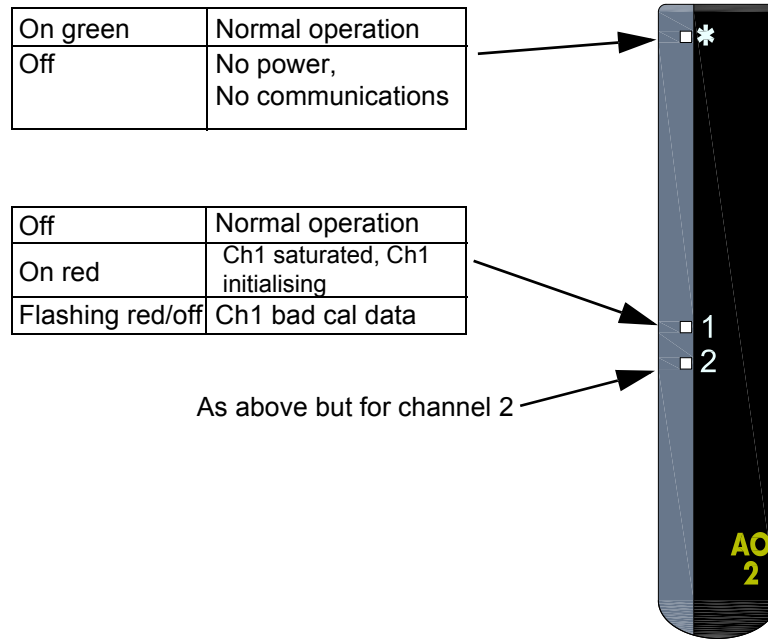 On green Normal operation
Off No power,
No communications
*
Off Normal operation
On red Ch1 saturated, Ch1
initialising
Flashing red/off Ch1 bad cal data
1
2
As above but for channel 2
AO
2